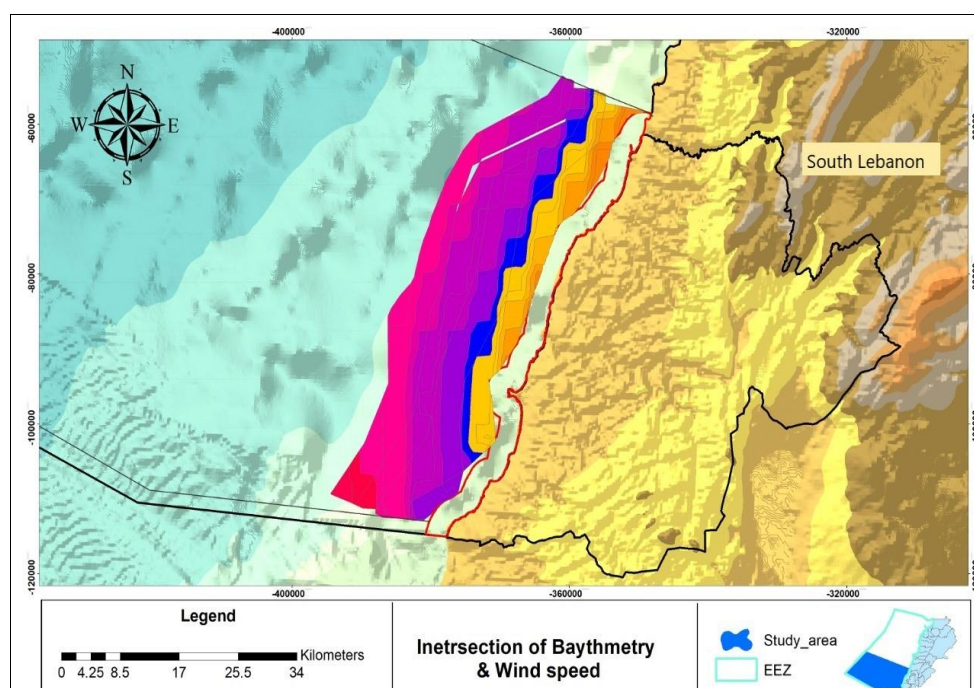 -400000 -360000 -320000
N
W E
S
South Lebanon
-80000
-100000
-120000
-400000 -360000 -320000
Legend
Kilometers
0 4.25 8.5 17 25.5 34
Inetrsection of Baythmetry
& Wind speed
Study_area
EEZ